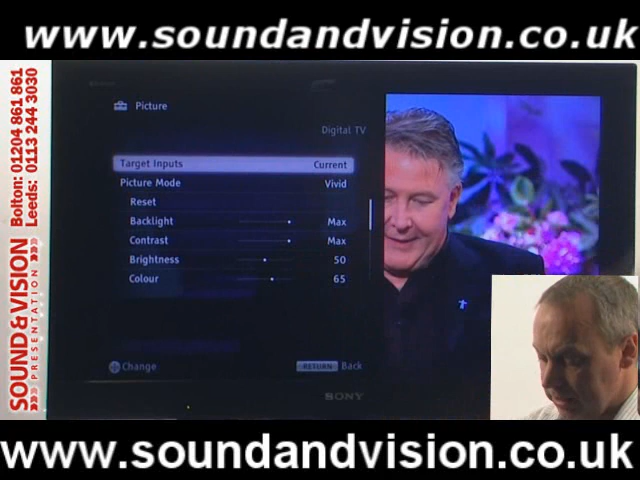 www.soundandvision.co.uk
Bolton: 01204 861 861
Leeds: 0113 244 3030
SOUND & VISION
PRESENTATION
Picture
Digital TV
Target Inputs Current
Picture Mode Vivid
Reset
Backlight Max
Contrast Max
Brightness 50
Colour 65
Change
RETURN Back
SONY
www.soundandvision.co.uk